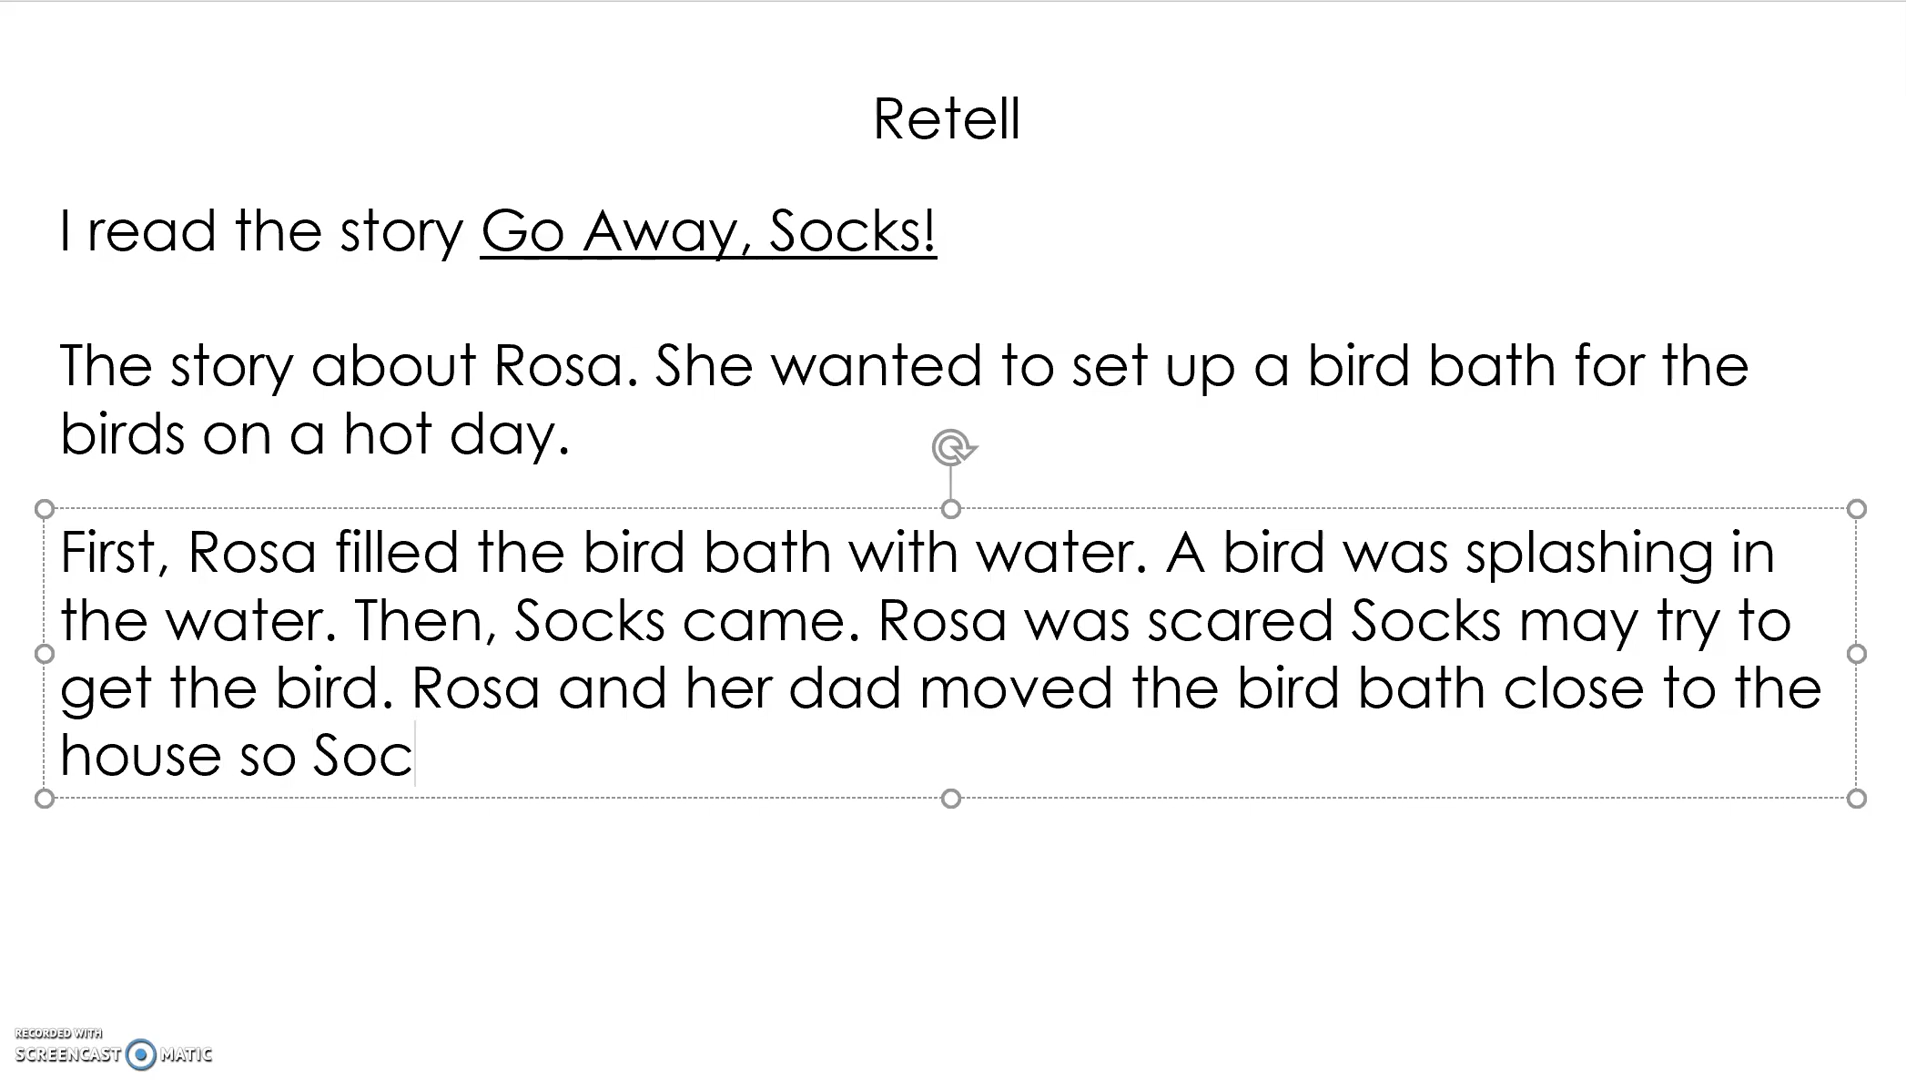 Retell
I read the story Go Away, Socks!
The story about Rosa. She wanted to set up a bird bath for the
birds on a hot day.
First, Rosa filled the bird bath with water. A bird was splashing in
the water. Then, Socks came. Rosa was scared Socks may try to
get the bird. Rosa and her dad moved the bird bath close to the
house so Soc
RECORDED WITH
SCREENCAST MATIC